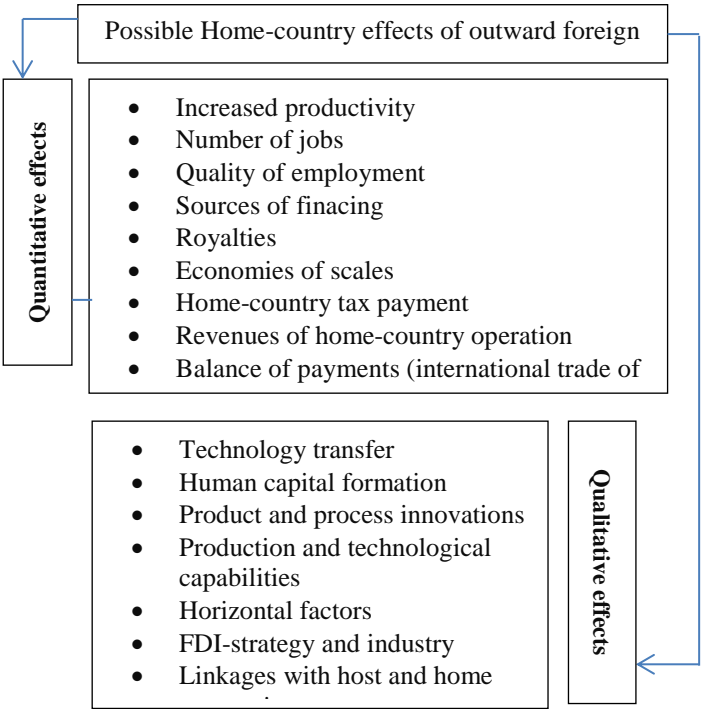 Possible Home-country effects of outward foreign
Quantitative effects
• Increased productivity
• Number of jobs
• Quality of employment
• Sources of finacing
• Royalties
• Economies of scales
• Home-country tax payment
• Revenues of home-country operation
• Balance of payments (international trade of
• Technology transfer
• Human capital formation
• Product and process innovations
• Production and technological
capabilities
• Horizontal factors
• FDI-strategy and industry
• Linkages with host and home
Qualitative effects